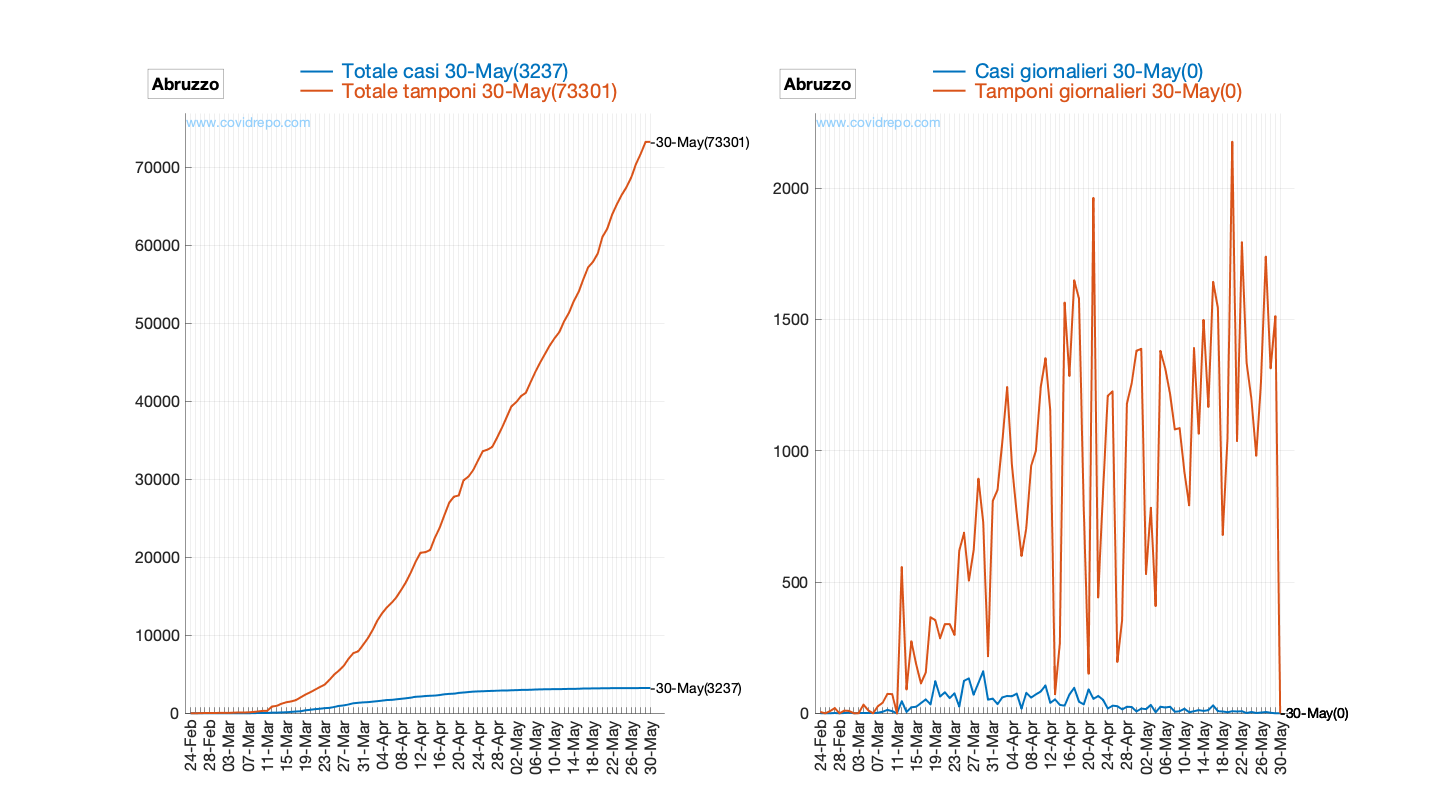 Abruzzo
Totale casi 30-May(3237)
Totale tamponi 30-May(73301)
www.covidrepo.com
30-May(73301)
70000
60000
50000
40000
30000
20000
10000
30-May(3237)
0
24-Feb
28-Feb
03-Mar
07-Mar
11-Mar
15-Mar
19-Mar
23-Mar
27-Mar
31-Mar
04-Apr
08-Apr
12-Apr
16-Apr
20-Apr
24-Apr
28-Apr
02-May
06-May
10-May
14-May
18-May
22-May
26-May
30-May
Abruzzo
Casi giornalieri 30-May(0)
Tamponi giornalieri 30-May(0)
www.covidrepo.com
2000
1500
1000
500
0
30-May(0)
24-Feb
28-Feb
03-Mar
07-Mar
11-Mar
15-Mar
19-Mar
23-Mar
27-Mar
31-Mar
04-Apr
08-Apr
12-Apr
16-Apr
20-Apr
24-Apr
28-Apr
02-May
06-May
10-May
14-May
18-May
22-May
26-May
30-May